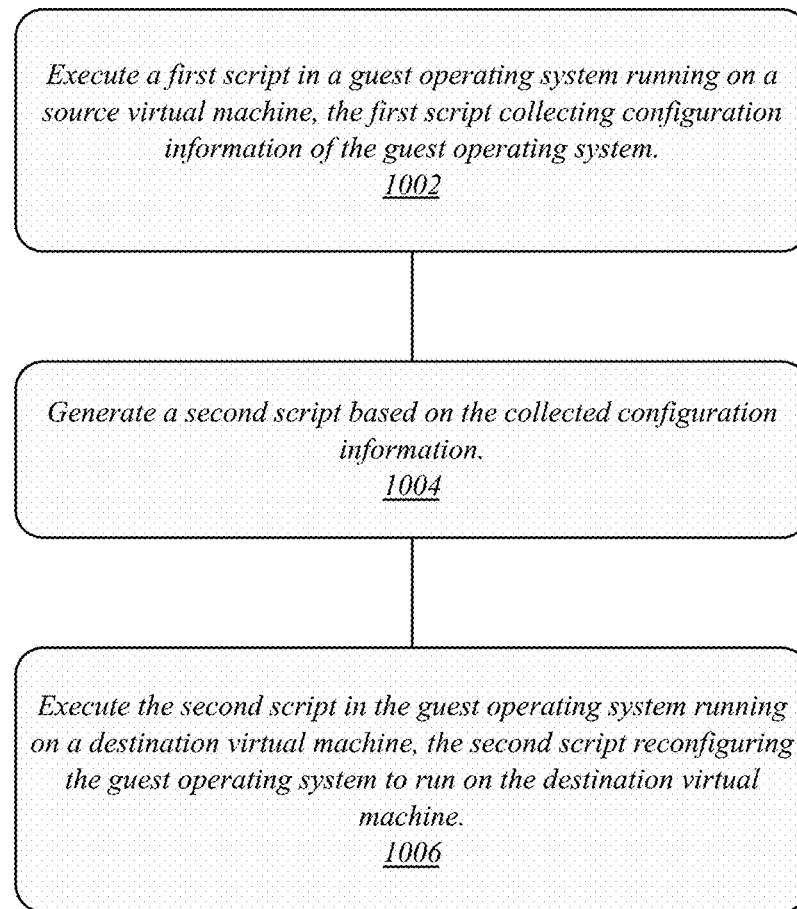 Execute a first script in a guest operating system running on a
source virtual machine, the first script collecting configuration
information of the guest operating system.
1002
Generate a second script based on the collected configuration
information.
1004
Execute the second script in the guest operating system running
on a destination virtual machine, the second script reconfiguring
the guest operating system to run on the destination virtual
machine.
1006